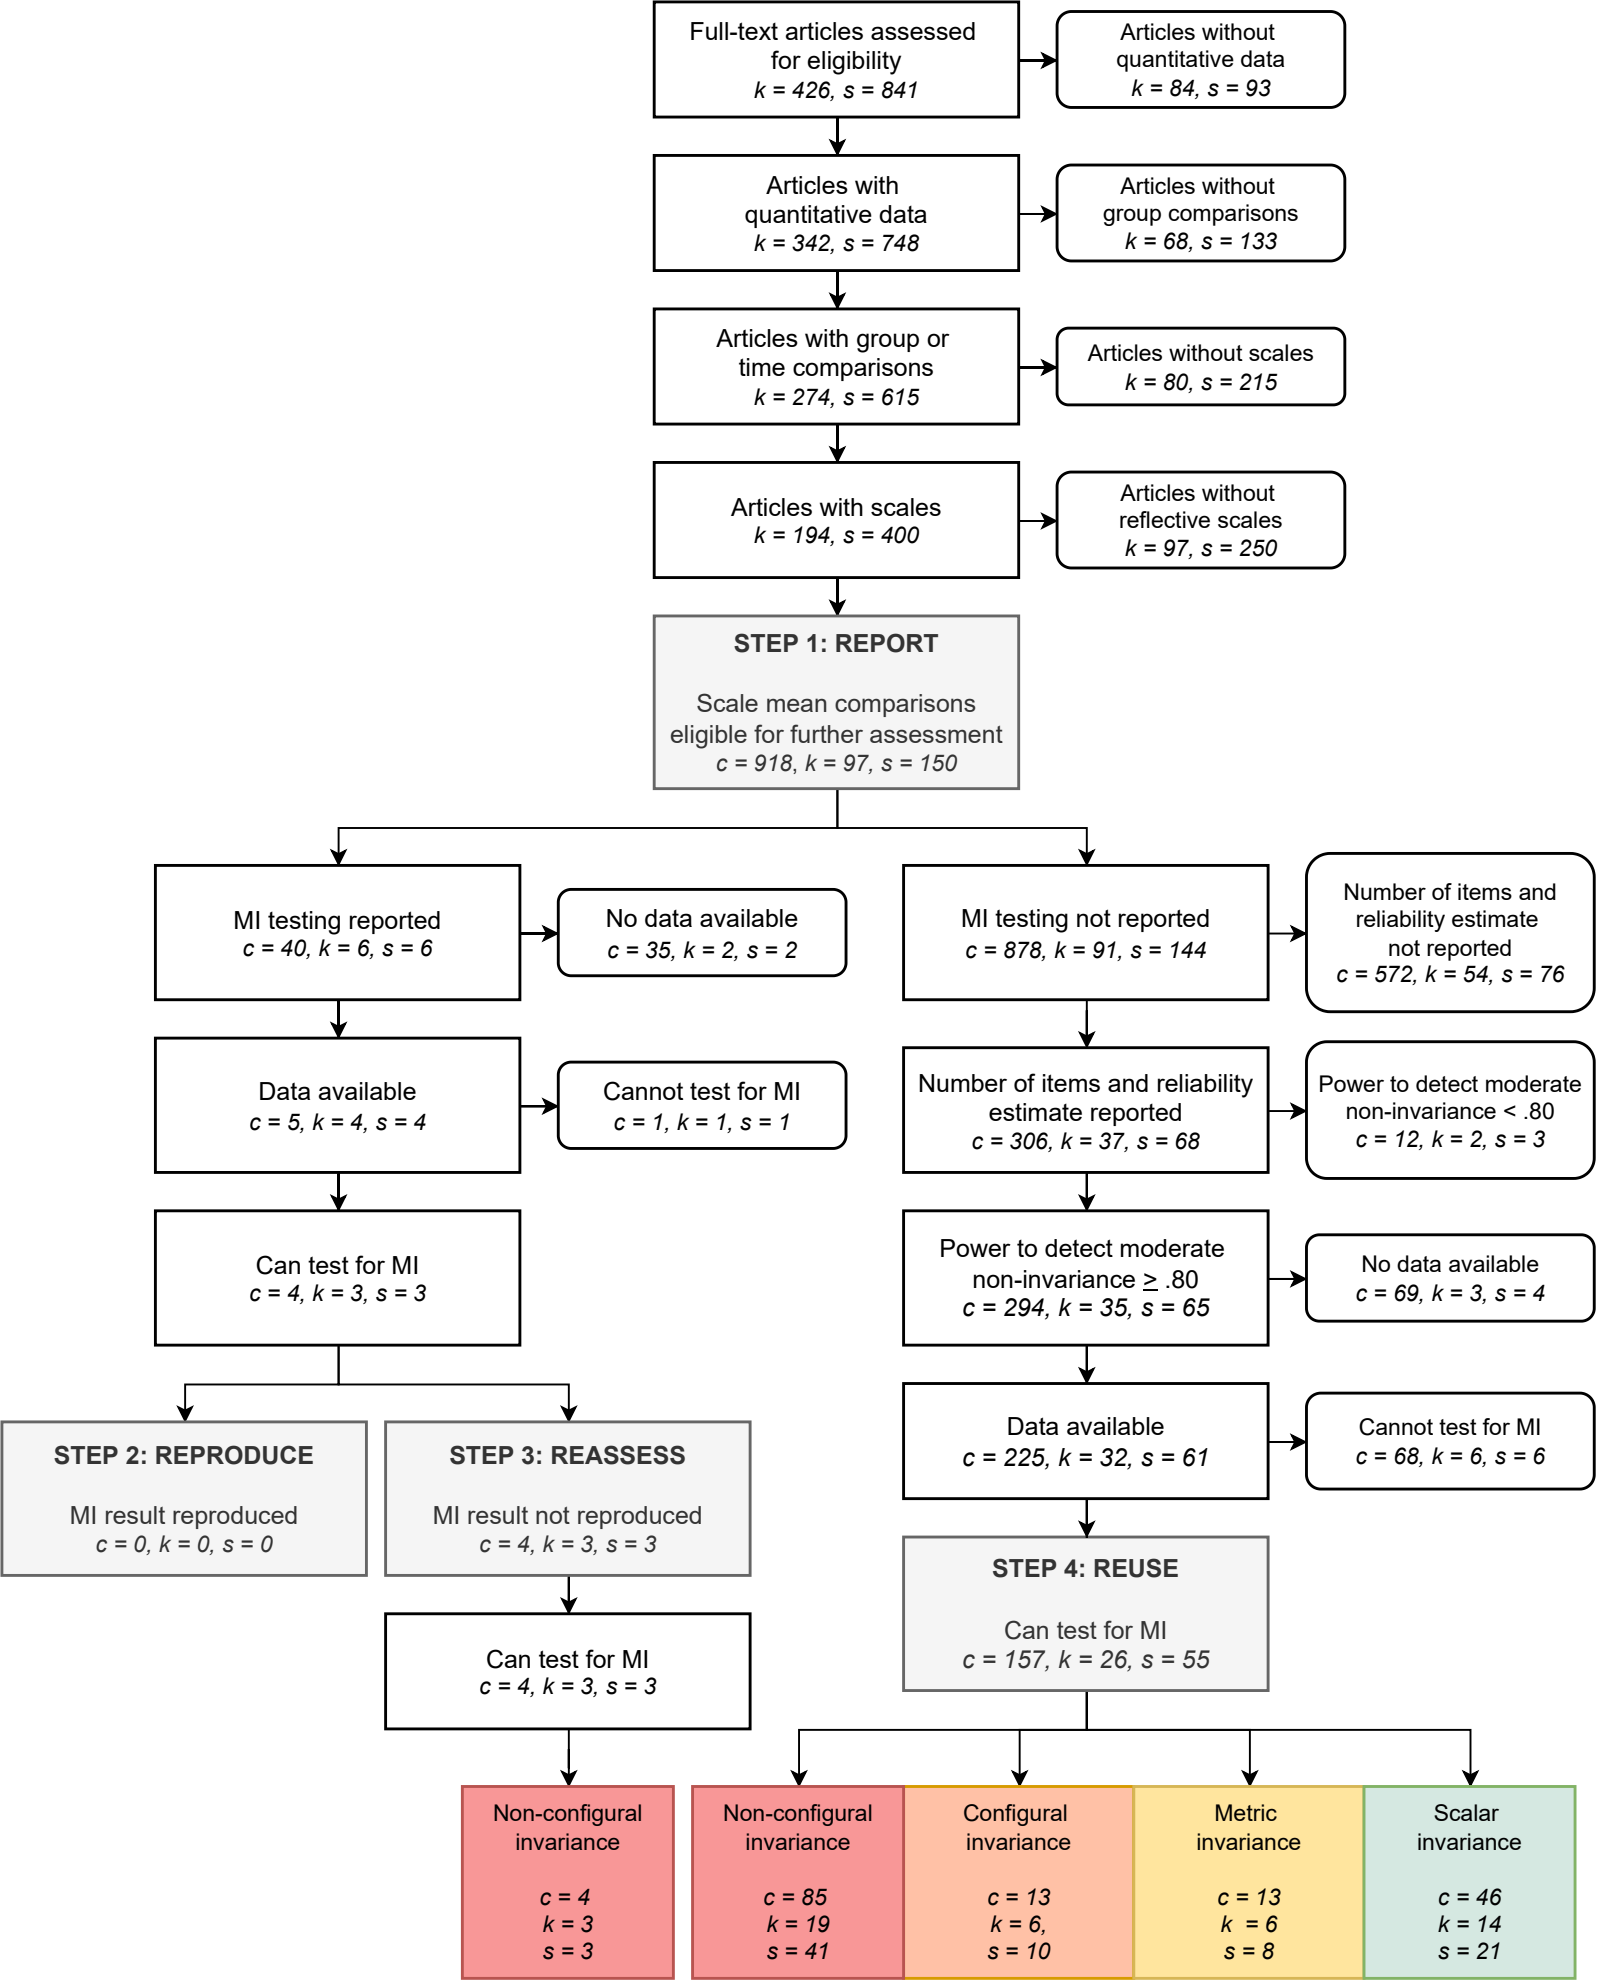 Full-text articles assessed
for eligibility
k = 426, s = 841
Articles without
quantitative data
k = 84, s = 93
Articles with
quantitative data
k = 342, s = 748
Articles without
group comparisons
k = 68, s = 133
Articles with group or
time comparisons
k = 274, s = 615
Articles without scales
k = 80, s = 215
Articles with scales
k = 194, s = 400
Articles without
reflective scales
k = 97, s = 250
STEP 1: REPORT
Scale mean comparisons
eligible for further assessment
c = 918, k = 97, s = 150
MI testing reported
c = 40, k = 6, s = 6
No data available
c = 35, k = 2, s = 2
MI testing not reported
c = 878, k = 91, s = 144
Number of items and
reliability estimate
not reported
c = 572, k = 54, s = 76
Data available
c = 5, k = 4, s = 4
Cannot test for MI
c = 1, k = 1, s = 1
Number of items and reliability
estimate reported
c = 306, k = 37, s = 68
Power to detect moderate
non-invariance < .80
c = 12, k = 2, s = 3
Can test for MI
c = 4, k = 3, s = 3
Power to detect moderate
non-invariance ≥ .80
c = 294, k = 35, s = 65
No data available
c = 69, k = 3, s = 4
Data available
c = 225, k = 32, s = 61
Cannot test for MI
c = 68, k = 6, s = 6
STEP 2: REPRODUCE
MI result reproduced
c = 0, k = 0, s = 0
STEP 3: REASSESS
MI result not reproduced
c = 4, k = 3, s = 3
STEP 4: REUSE
Can test for MI
c = 157, k = 26, s = 55
Can test for MI
c = 4, k = 3, s = 3
Non-configural
invariance
c = 4
k = 3
s = 3
Non-configural
invariance
c = 85
k = 19
s = 41
Configural
invariance
c = 13
k = 6,
s = 10
Metric
invariance
c = 13
k  = 6
s = 8
Scalar
invariance
c = 46
k = 14
s = 21